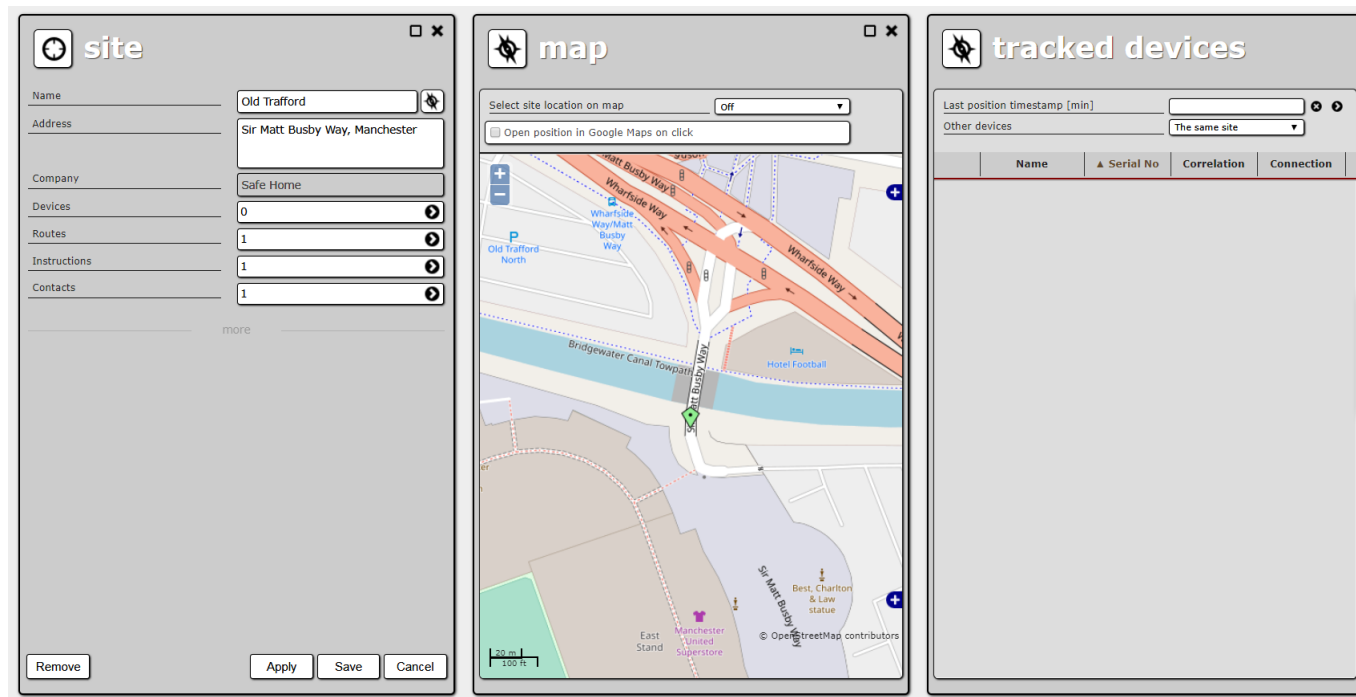 site
Name
Old Trafford
Address
Sir Matt Busby Way, Manchester
Company
Safe Home
Devices
0
Routes
1
Instructions
1
Contacts
1
more
Remove
Apply
Save
Cancel
map
Select site location on map
Off
Open position in Google Maps on click
+
−
Matt Busby Way
Wharfside Way
Wharfside
Way/Matt
Busby
Way
P
Old Trafford
North
Wharfside Way
Bridgewater Canal Towpath
Matt Busby Way
Hotel Football
Sir Matt Busby Way
Best, Charlton
& Law
statue
East
Stand
Manchester
United
Superstore
© OpenStreetMap contributors
20 m
100 ft
tracked devices
Last position timestamp [min]
Other devices
The same site
Name
▲ Serial No
Correlation
Connection